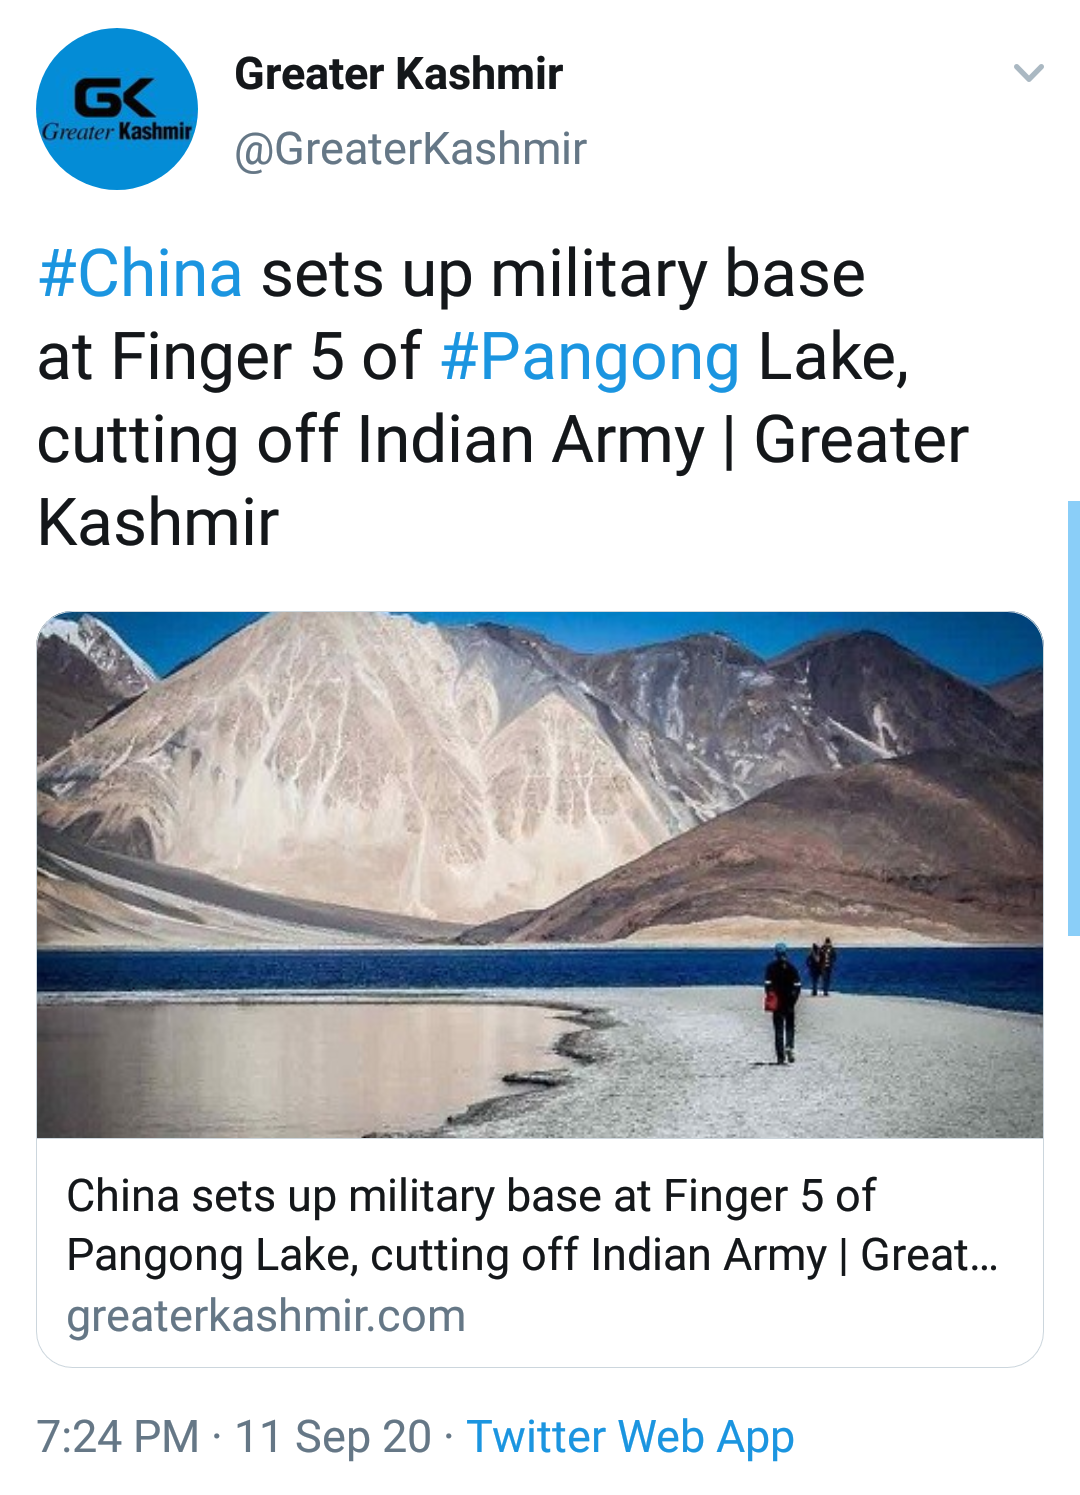 GK
Greater Kashmir
Greater Kashmir
@GreaterKashmir
#China sets up military base
at Finger 5 of #Pangong Lake,
cutting off Indian Army | Greater
Kashmir
China sets up military base at Finger 5 of
Pangong Lake, cutting off Indian Army | Great...
greaterkashmir.com
7:24 PM · 11 Sep 20 · Twitter Web App